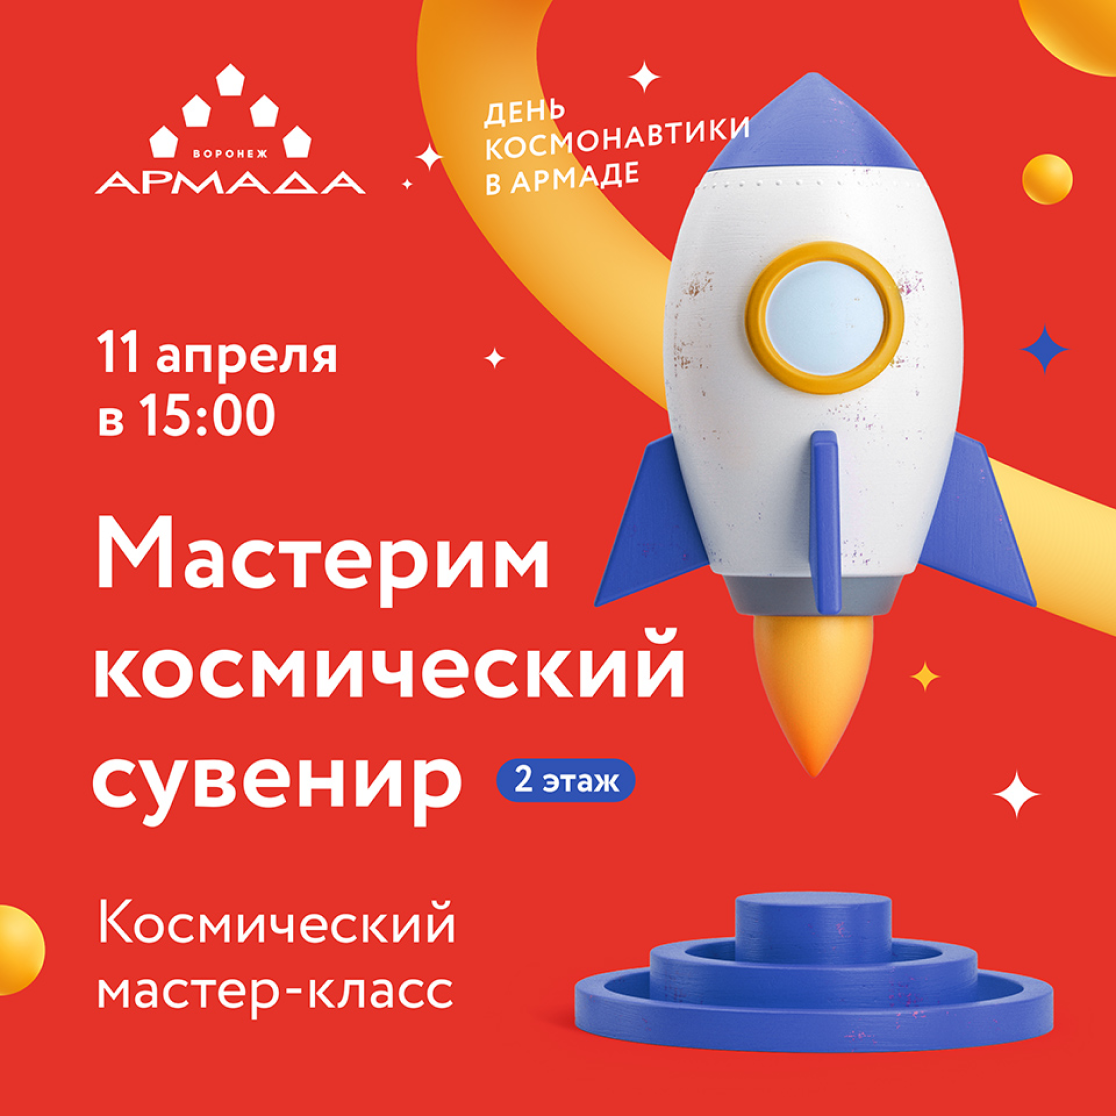 ВОРОНЕЖ
АРМАДА
ДЕНЬ
КОСМОНАВТИКИ
В АРМАДЕ
11 апреля
в 15:00
Мастерим
космический
сувенир
2 этаж
Космический
мастер-класс